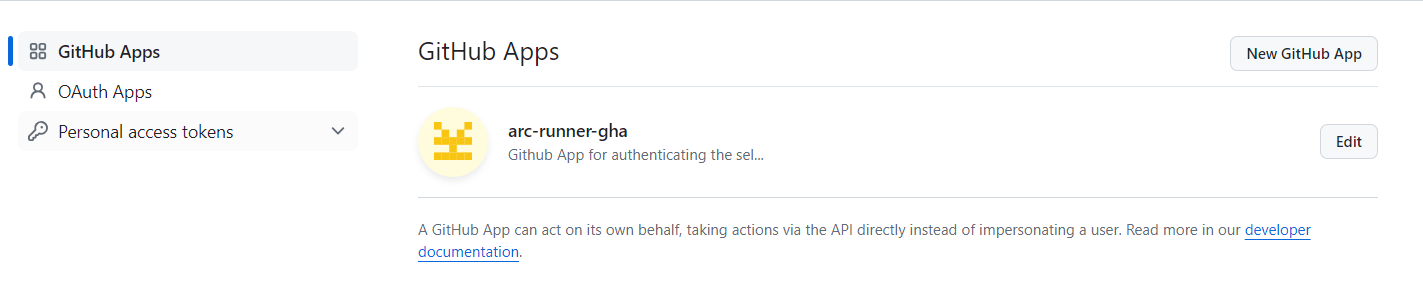 GitHub Apps
OAuth Apps
Personal access tokens
GitHub Apps
New GitHub App
arc-runner-gha
Github App for authenticating the sel...
Edit
A GitHub App can act on its own behalf, taking actions via the API directly instead of impersonating a user. Read more in our developer
documentation.